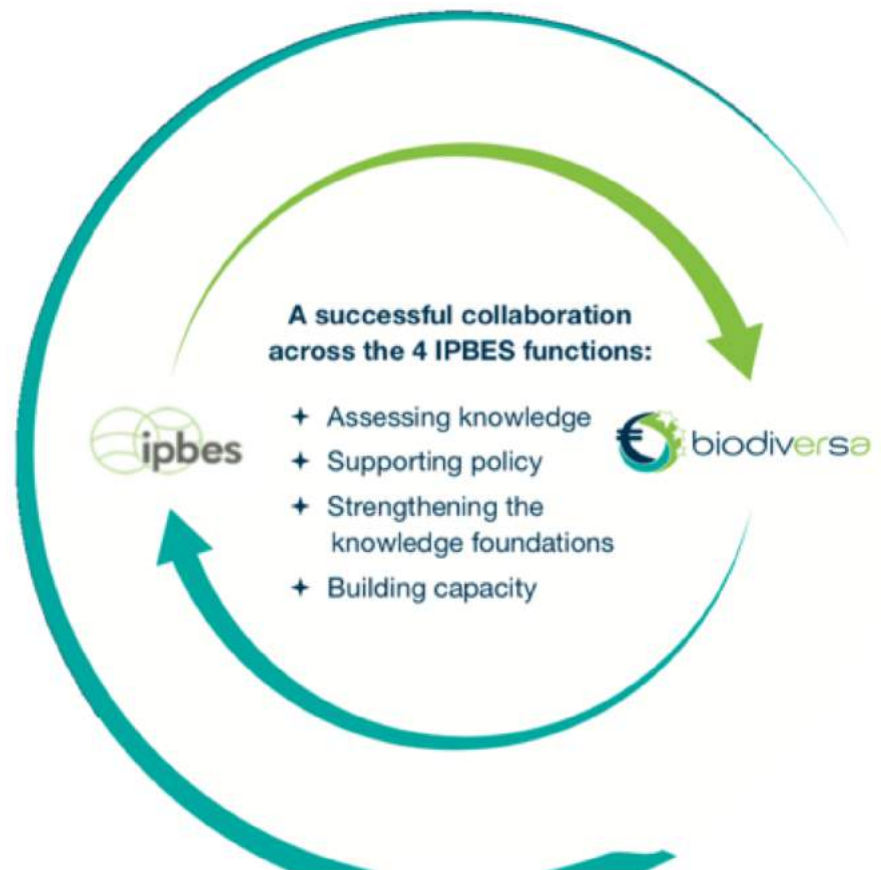 A successful collaboration
across the 4 IPBES functions:
ipbes
+ Assessing knowledge
+ Supporting policy
+ Strengthening the
knowledge foundations
+ Building capacity
biodiversa